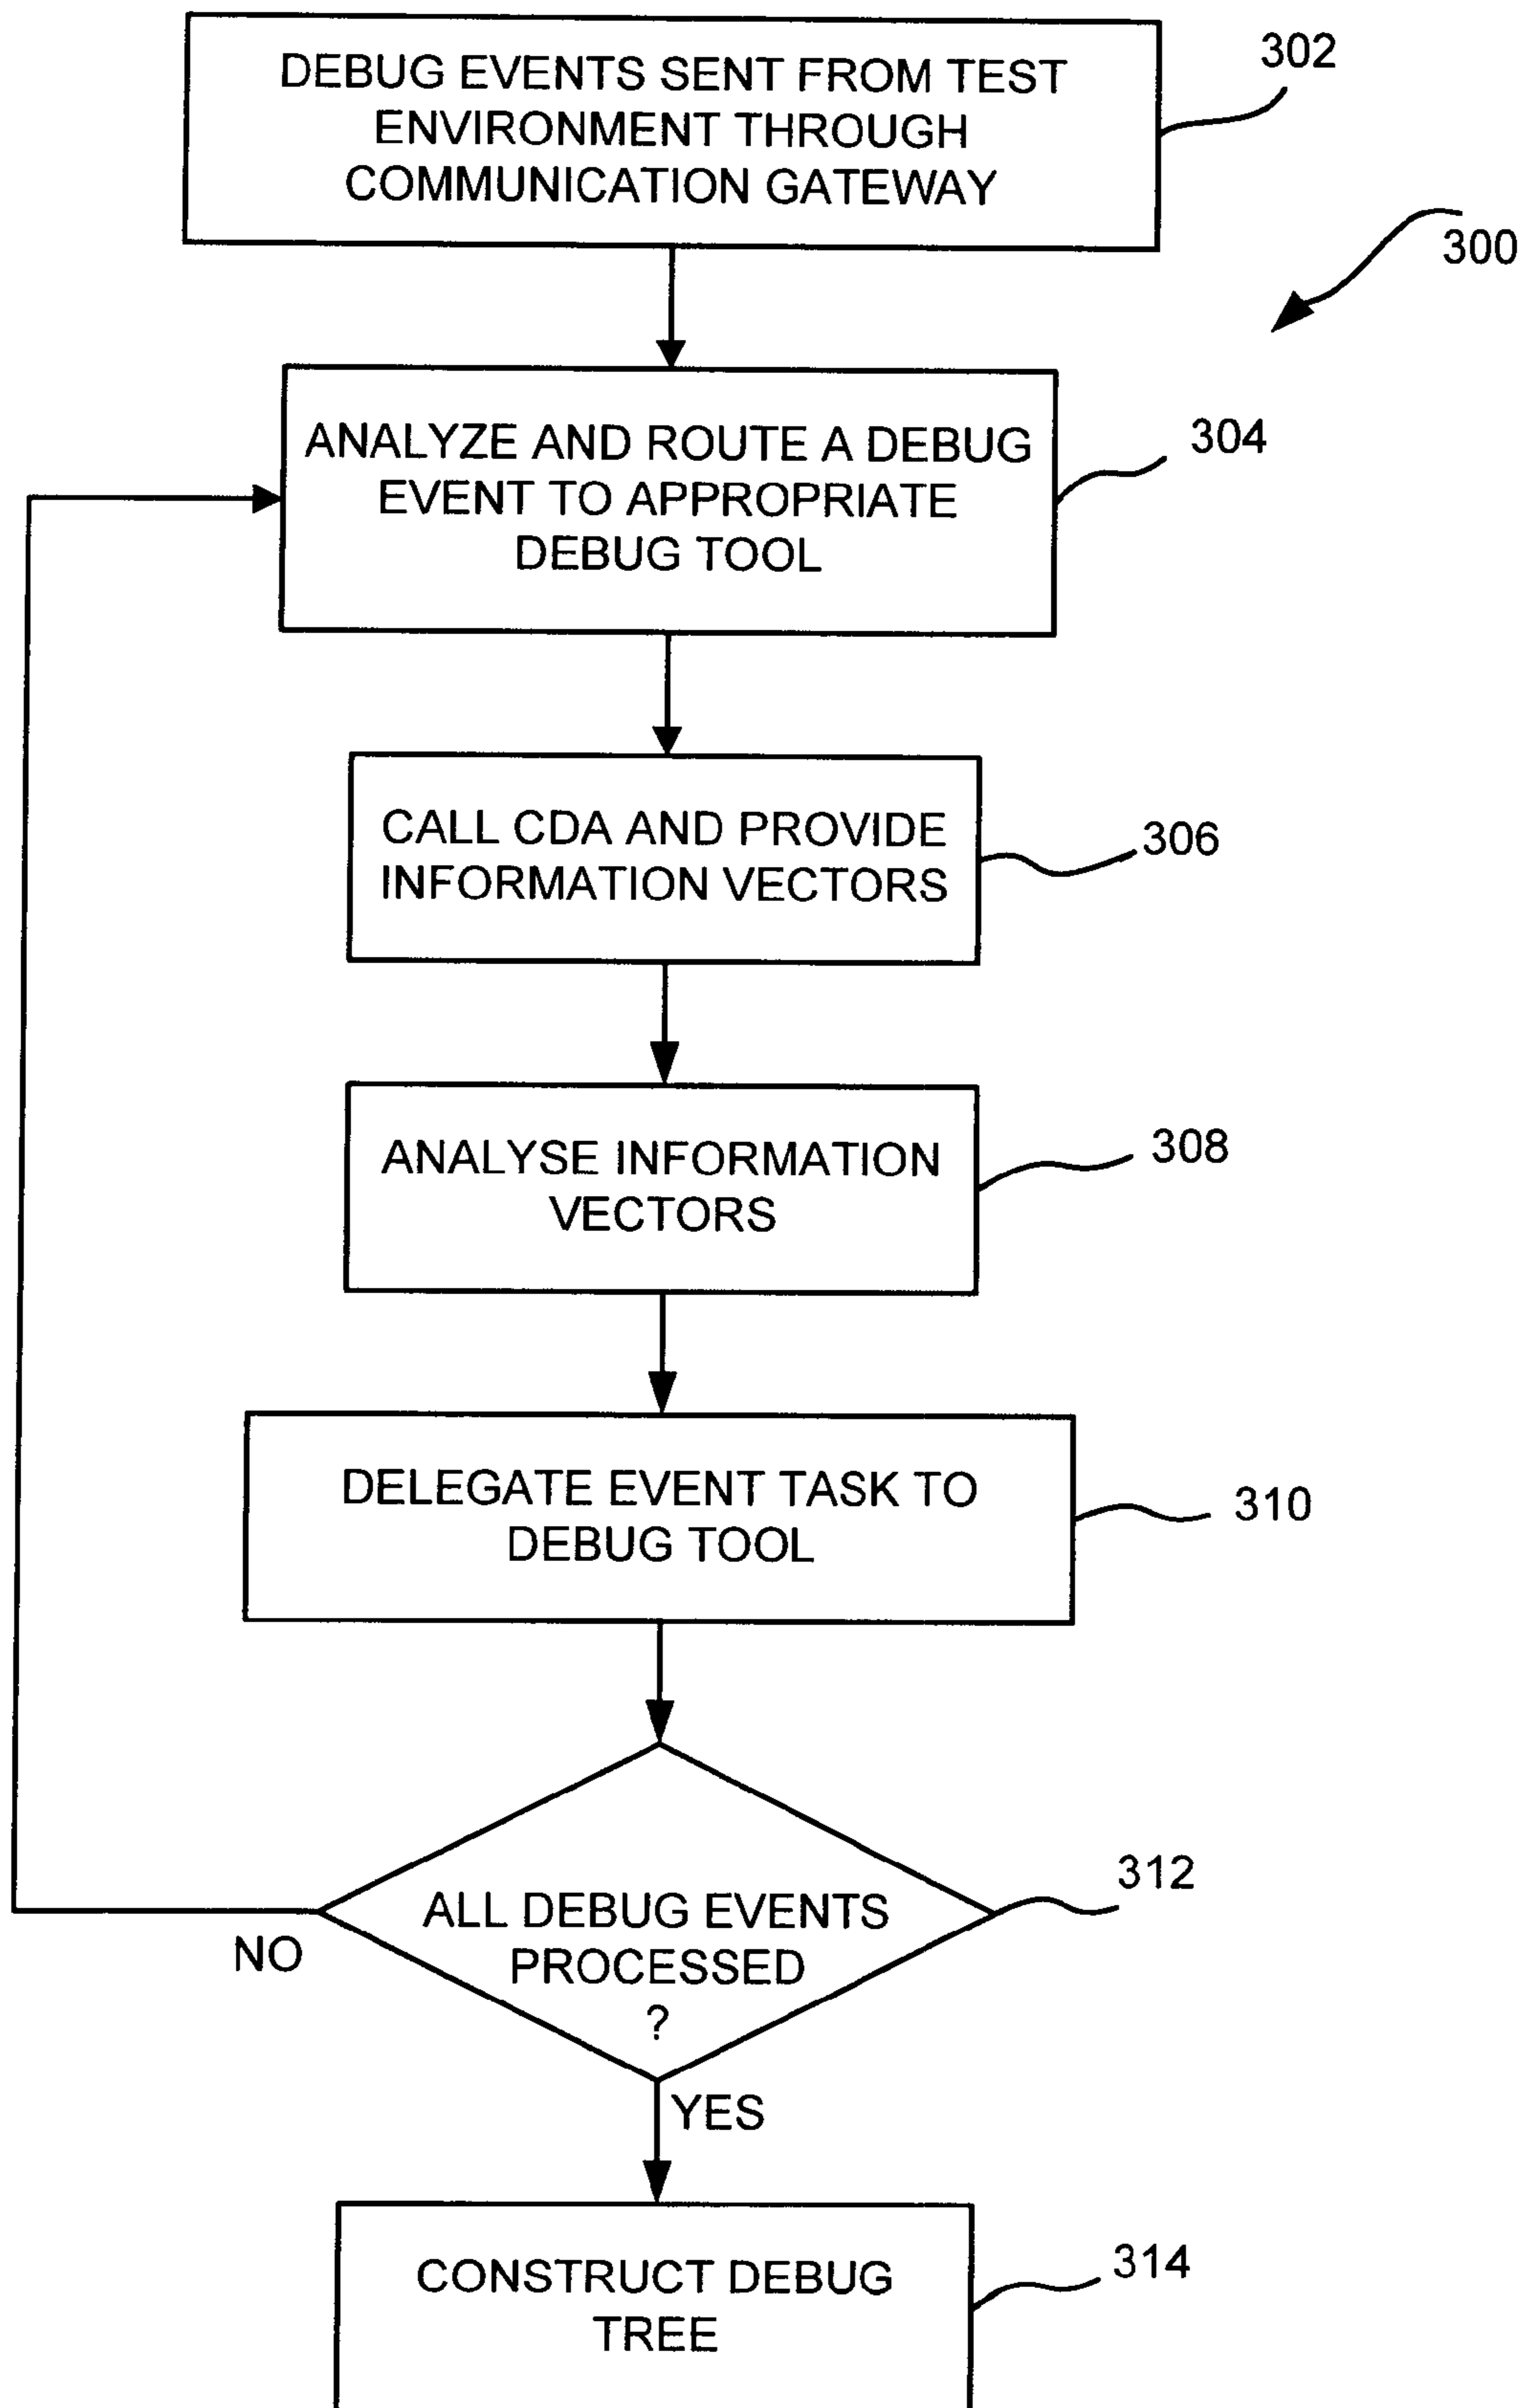 DEBUG EVENTS SENT FROM TEST
ENVIRONMENT THROUGH
COMMUNICATION GATEWAY
302
300
ANALYZE AND ROUTE A DEBUG
EVENT TO APPROPRIATE
DEBUG TOOL
304
CALL CDA AND PROVIDE
INFORMATION VECTORS
306
ANALYSE INFORMATION
VECTORS
308
DELEGATE EVENT TASK TO
DEBUG TOOL
310
ALL DEBUG EVENTS
PROCESSED
?
312
NO
YES
CONSTRUCT DEBUG
TREE
314